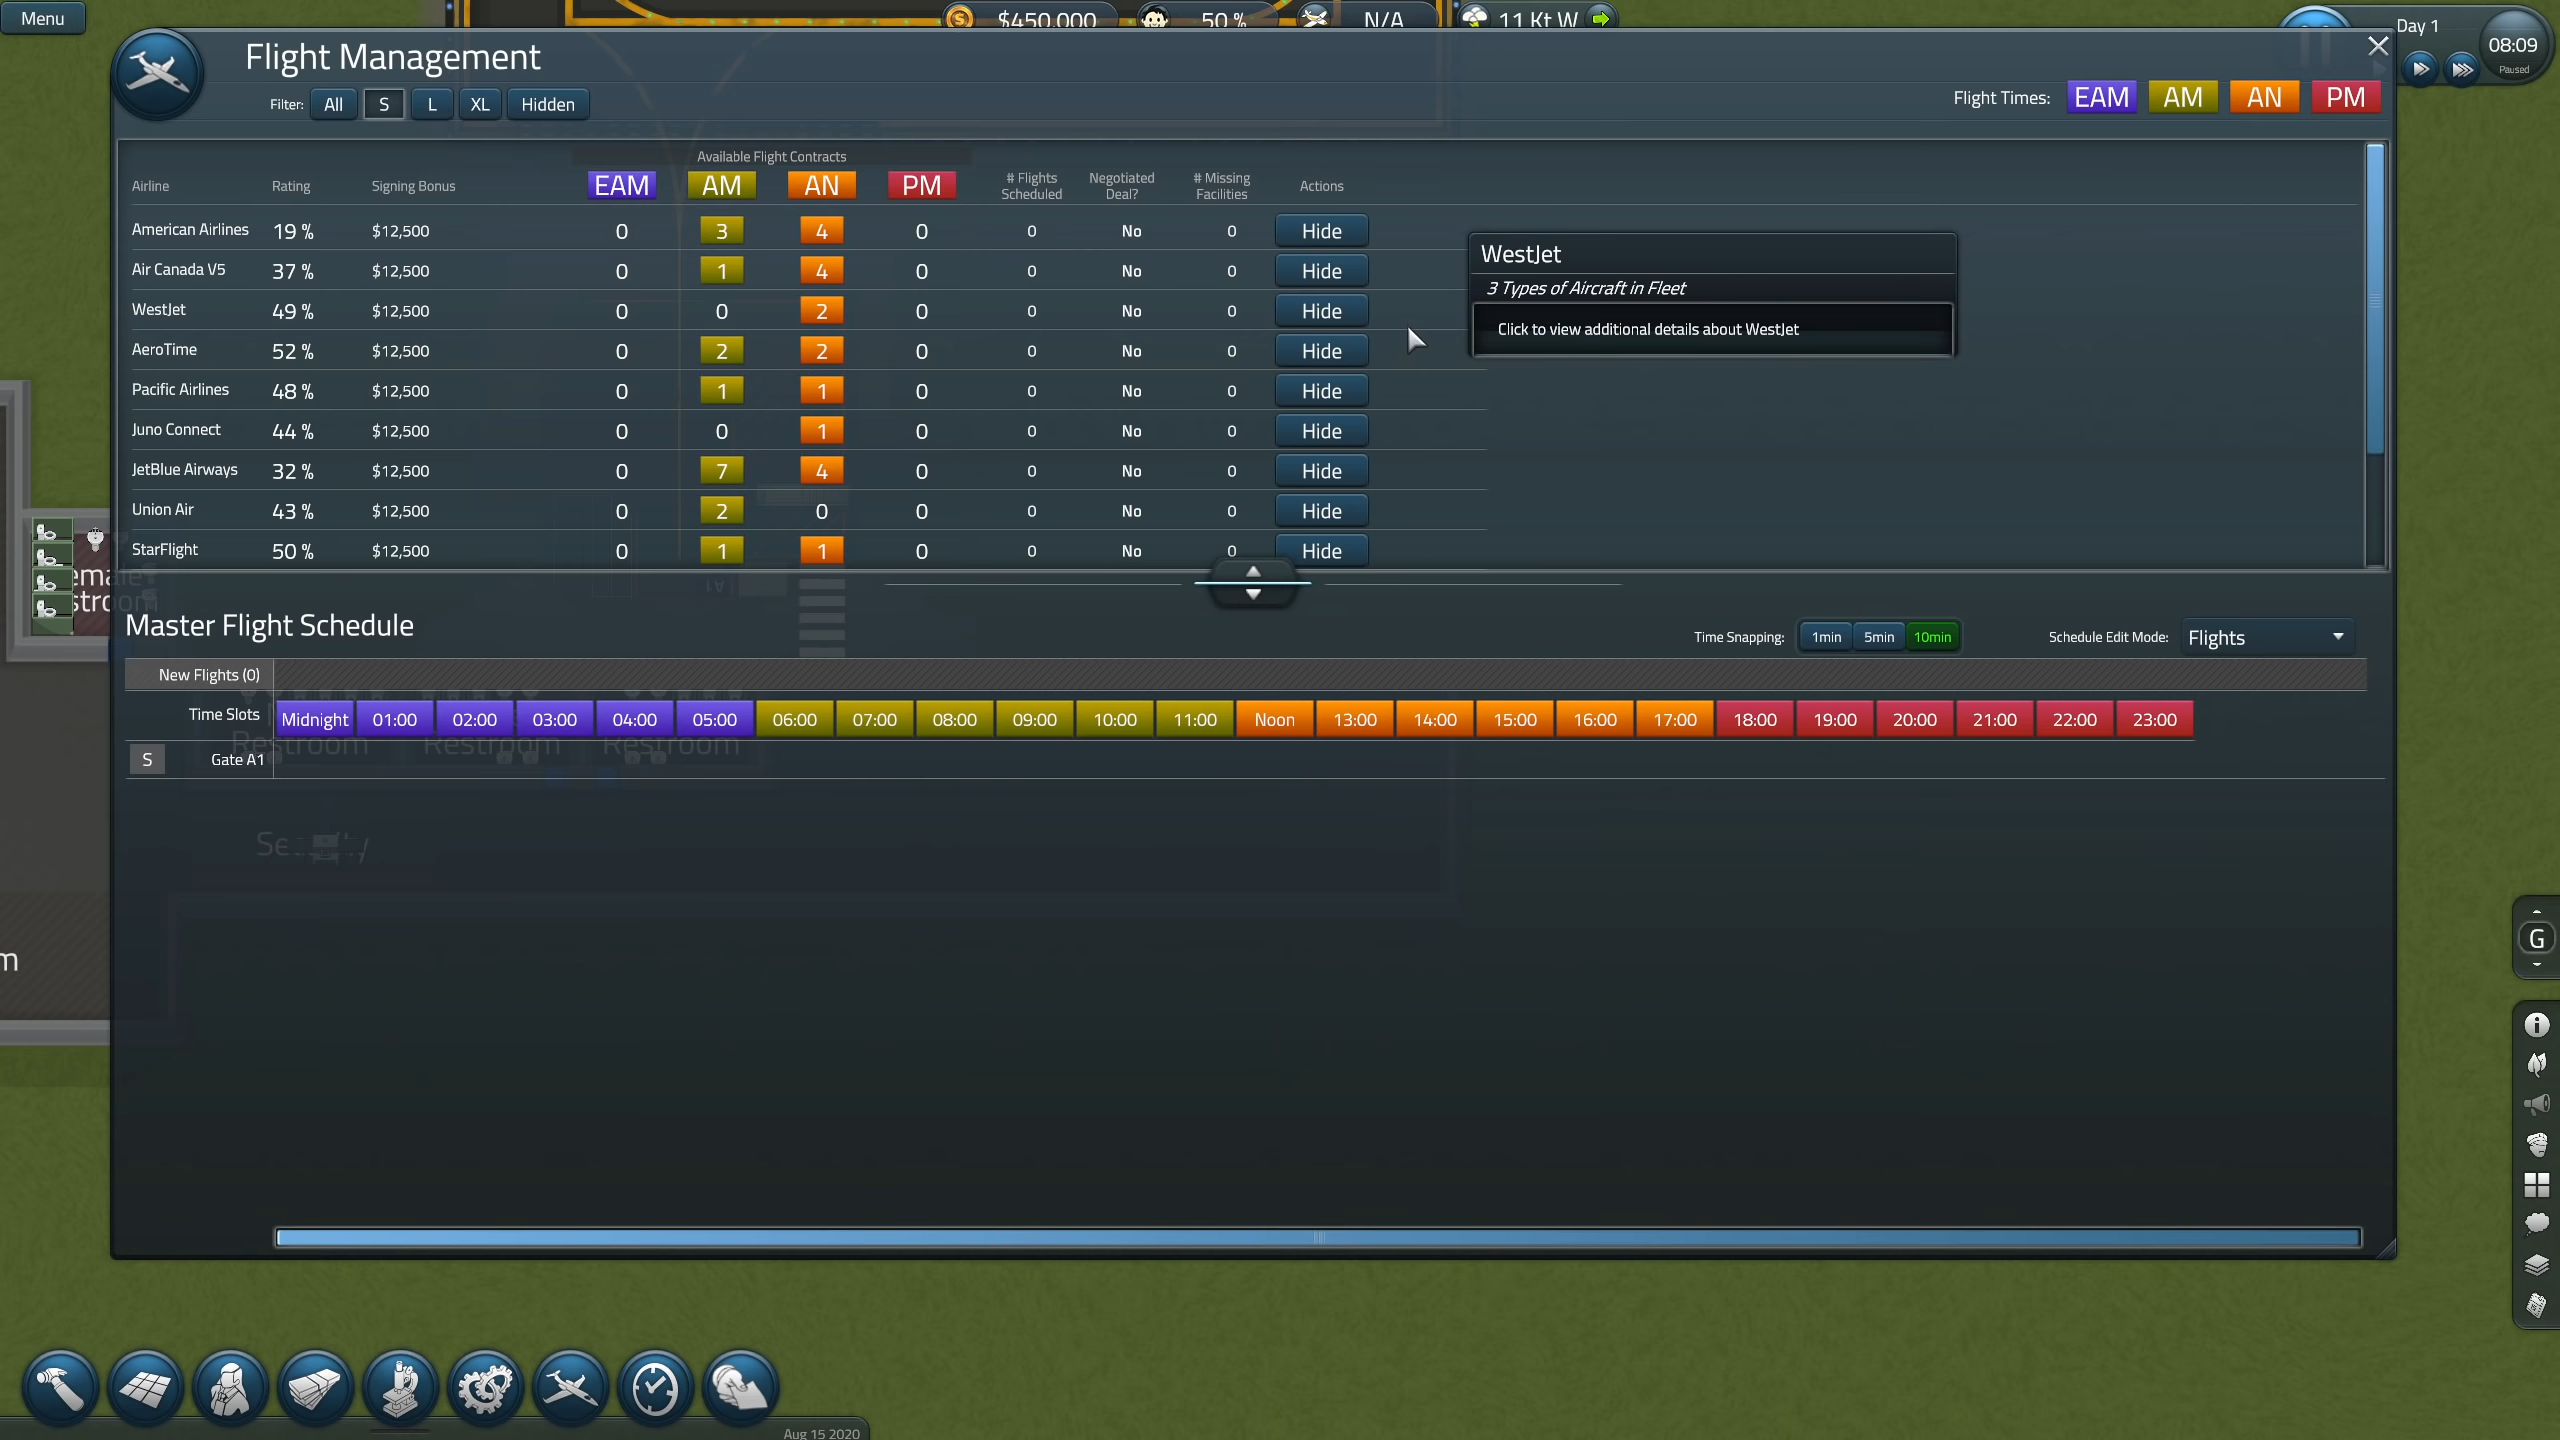 Menu
$450,000
50 %
N/A
11 Kt W
Day 1
08:09
Paused
Flight Management
Filter: All S L XL Hidden
Flight Times: EAM AM AN PM
Available Flight Contracts
Airline Rating Signing Bonus EAM AM AN PM # Flights Scheduled Negotiated Deal? # Missing Facilities Actions
American Airlines 19 % $12,500 0 3 4 0 0 No 0 Hide
Air Canada V5 37 % $12,500 0 1 4 0 0 No 0 Hide
WestJet 49 % $12,500 0 0 2 0 0 No 0 Hide
AeroTime 52 % $12,500 0 2 2 0 0 No 0 Hide
Pacific Airlines 48 % $12,500 0 1 1 0 0 No 0 Hide
Juno Connect 44 % $12,500 0 0 1 0 0 No 0 Hide
JetBlue Airways 32 % $12,500 0 7 4 0 0 No 0 Hide
Union Air 43 % $12,500 0 2 0 0 0 No 0 Hide
StarFlight 50 % $12,500 0 1 1 0 0 No 0 Hide
WestJet
3 Types of Aircraft in Fleet
Click to view additional details about WestJet
Master Flight Schedule
Time Snapping: 1min 5min 10min
Schedule Edit Mode: Flights
New Flights (0)
Time Slots Midnight 01:00 02:00 03:00 04:00 05:00 06:00 07:00 08:00 09:00 10:00 11:00 Noon 13:00 14:00 15:00 16:00 17:00 18:00 19:00 20:00 21:00 22:00 23:00
Restroom Restroom Restroom
S Gate A1
G
Aug 15 2020